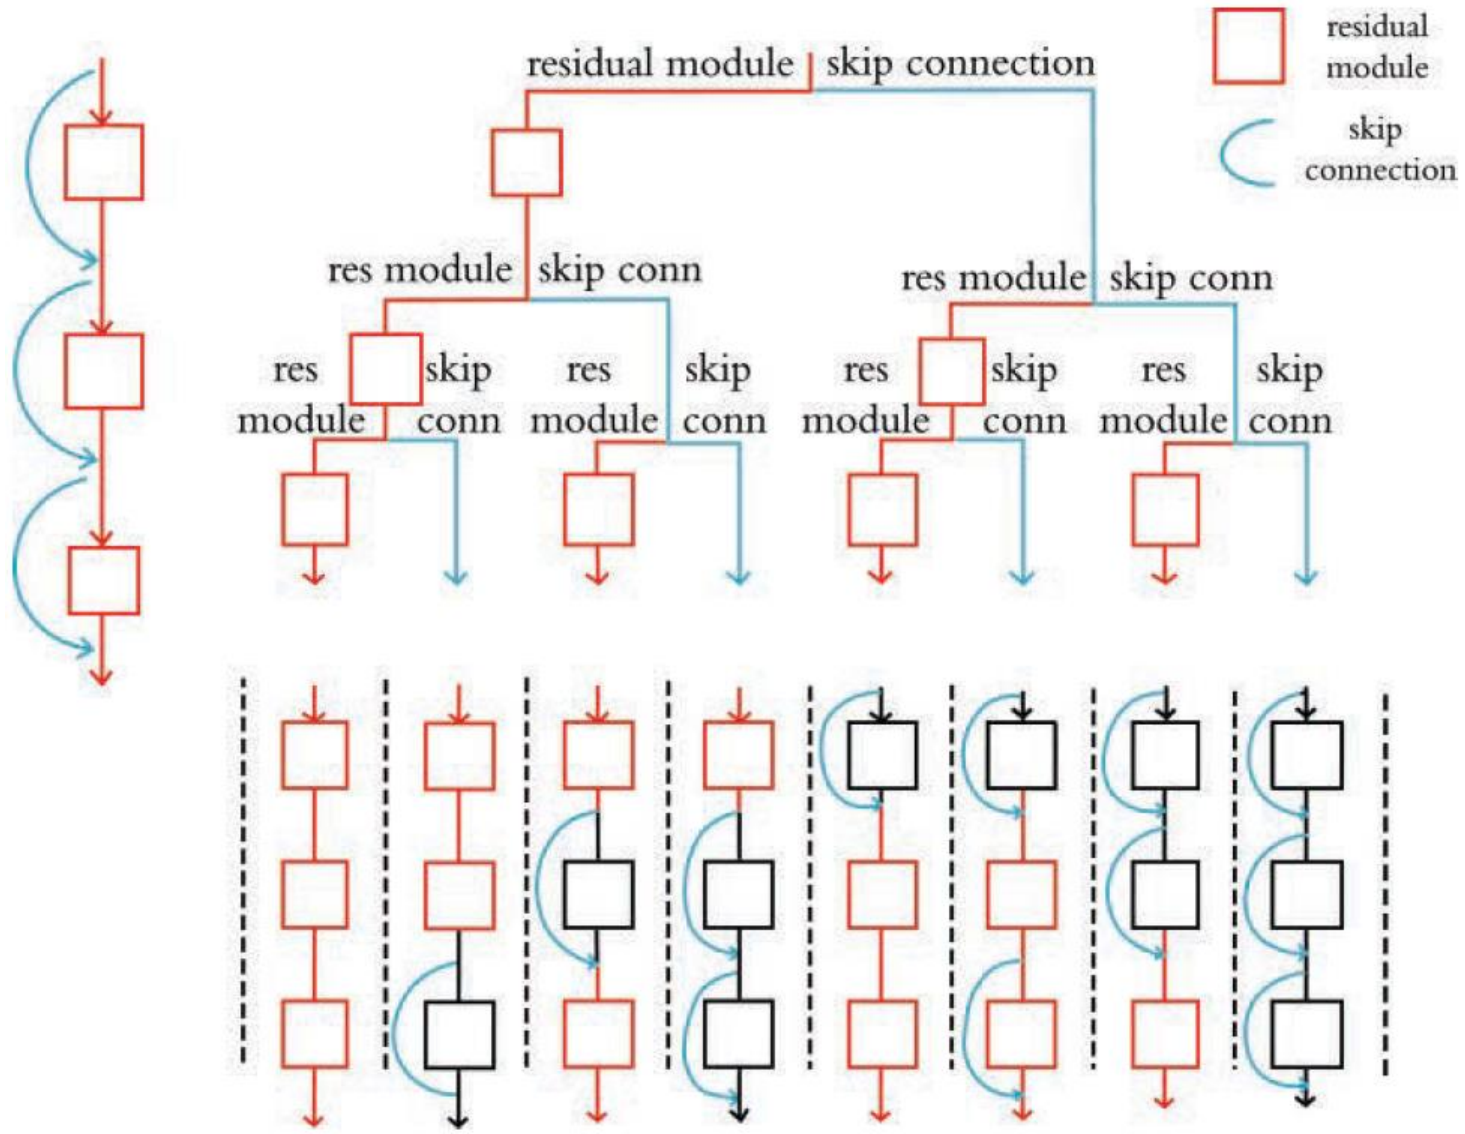 residual module skip connection
residual
module
skip
connection
res module skip conn
res module skip conn
res skip res skip res skip res skip
module conn module conn module conn module conn